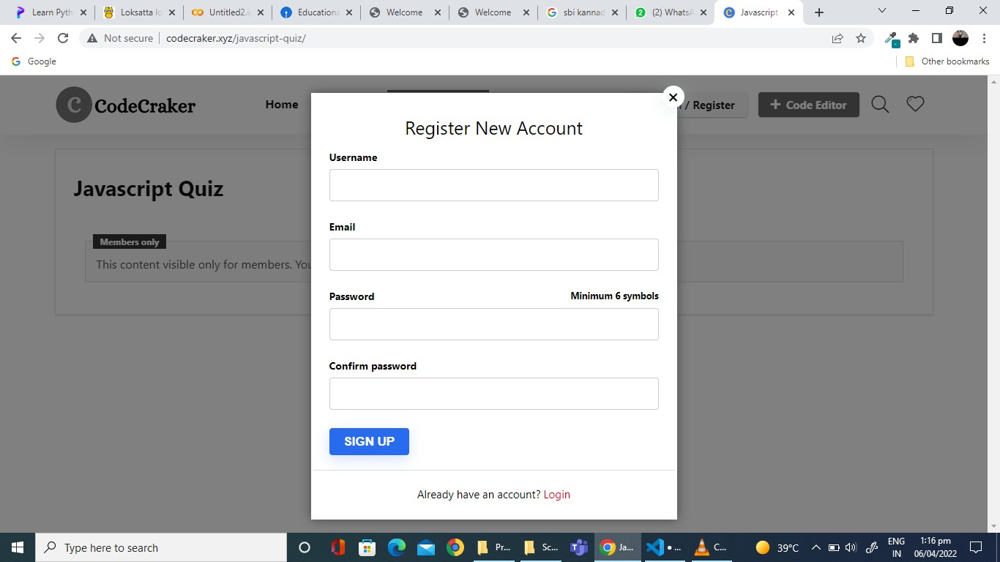 Learn Pyth
Loksatta lo
Untitled2.i
Educationa
Welcome
Welcome
sbi kannad
(2) WhatsA
Javascript
Not secure
codecraker.xyz/javascript-quiz/
Google
Other bookmarks
CodeCraker
Home
/ Register
+ Code Editor
Register New Account
Username
Javascript Quiz
Email
Members only
This content visible only for members. You
Password
Minimum 6 symbols
Confirm password
SIGN UP
Already have an account? Login
Type here to search
Pr...
Sc...
Ja...
...
C...
39°C
ENG
IN
1:16 pm
06/04/2022